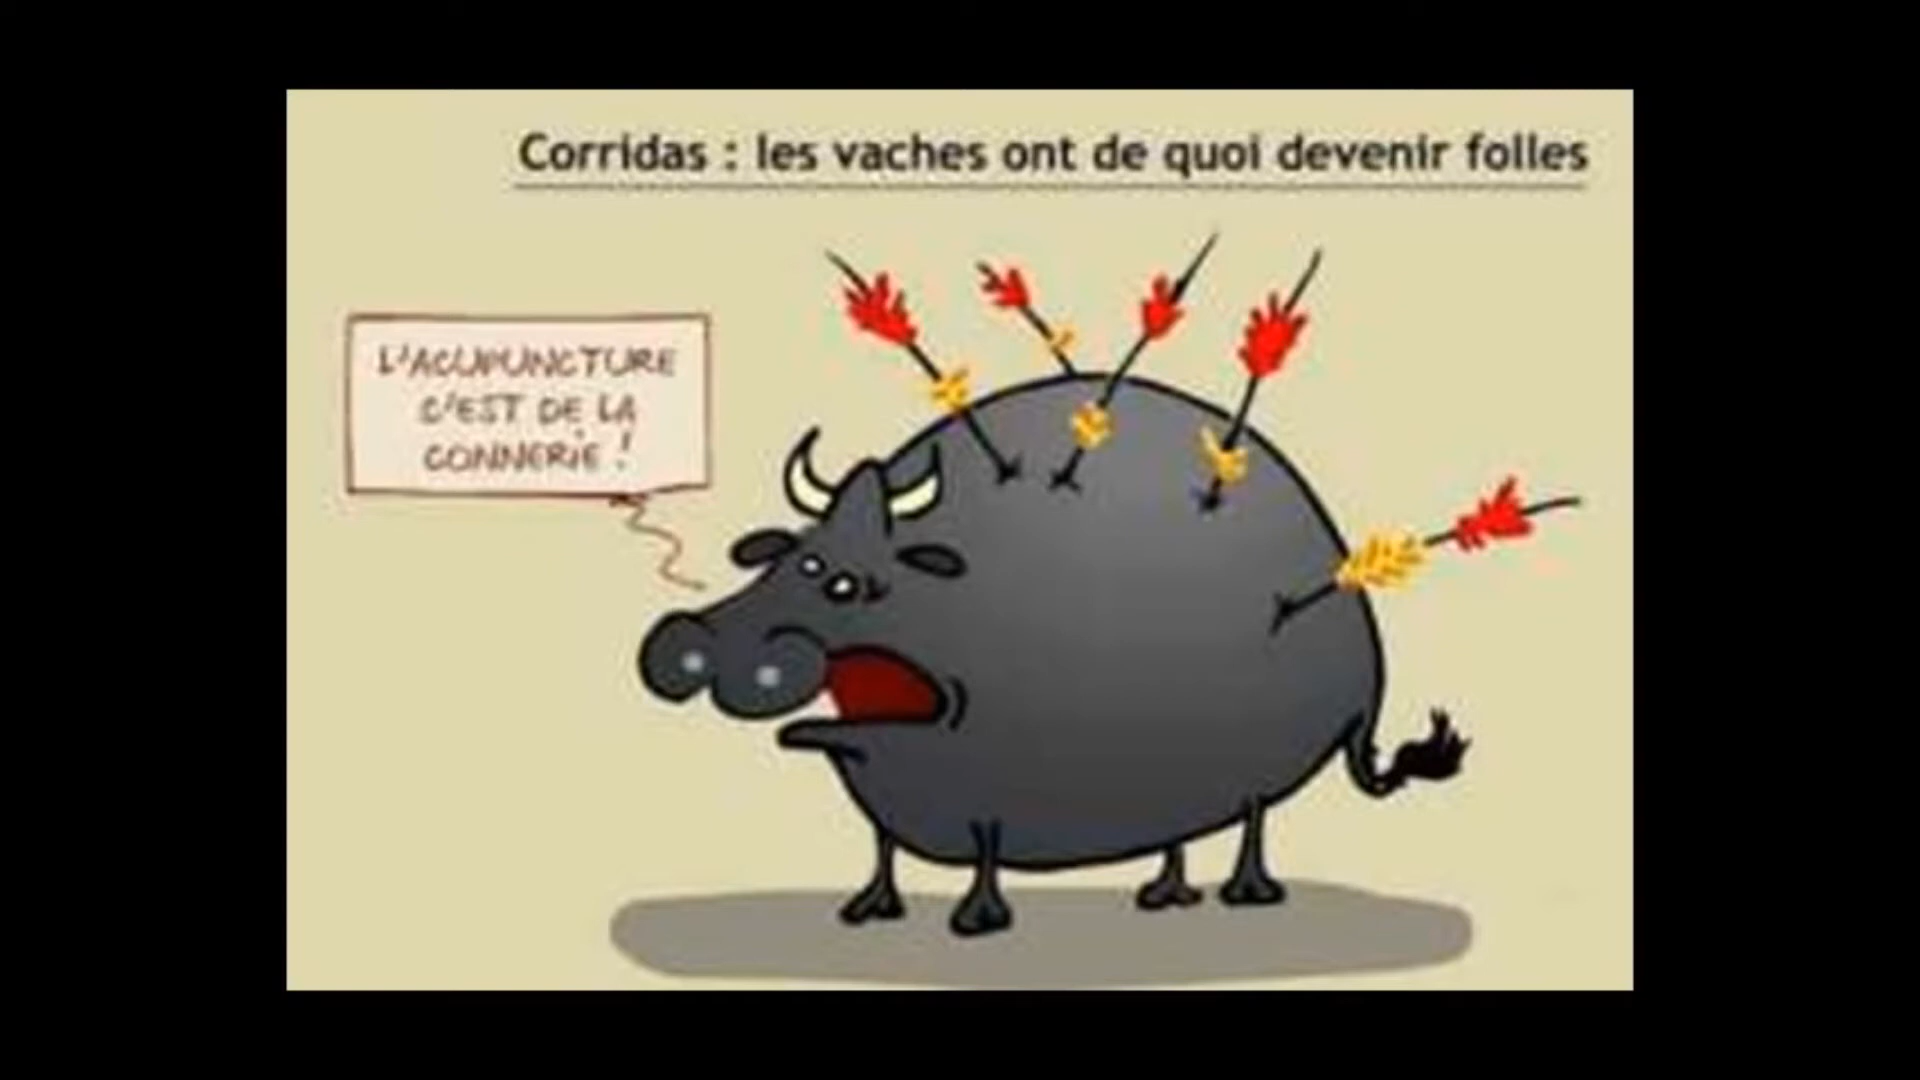 Corridas : les vaches ont de quoi devenir folles
L'ACUPUNCTURE
C'EST DE LA
CONNERIE !